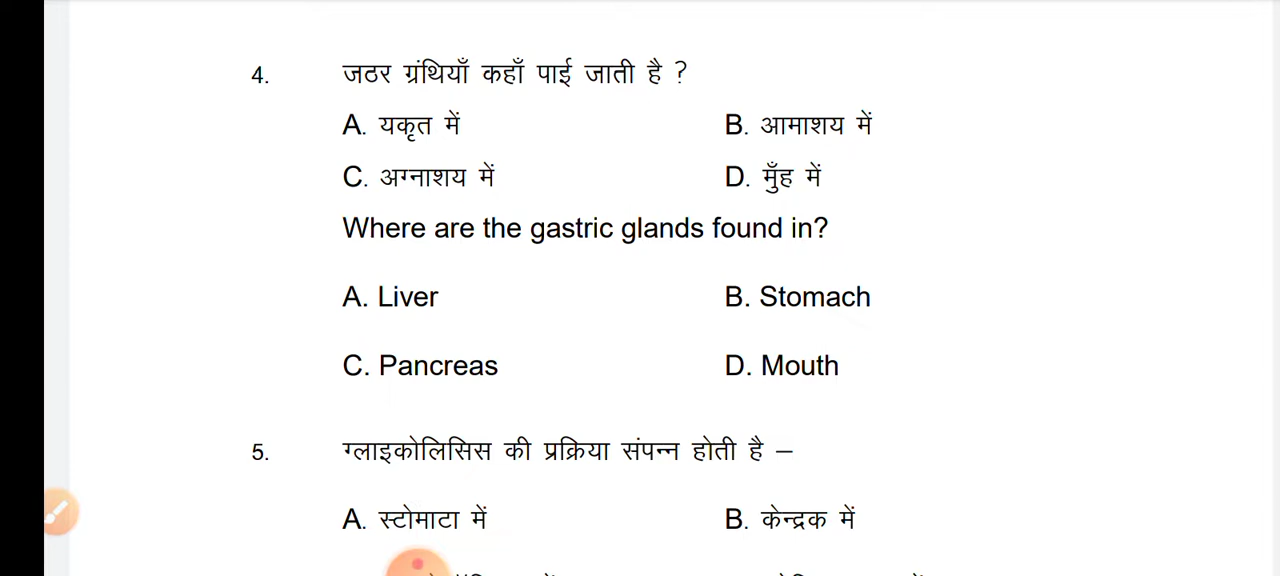 4. जठर ग्रंथियाँ कहाँ पाई जाती है ?
A. यकृत में B. आमाशय में
C. अग्नाशय में D. मुँह में
Where are the gastric glands found in?
A. Liver B. Stomach
C. Pancreas D. Mouth
5. ग्लाइकोलिसिस की प्रक्रिया संपन्न होती है –
A. स्टोमाटा में B. केन्द्रक में